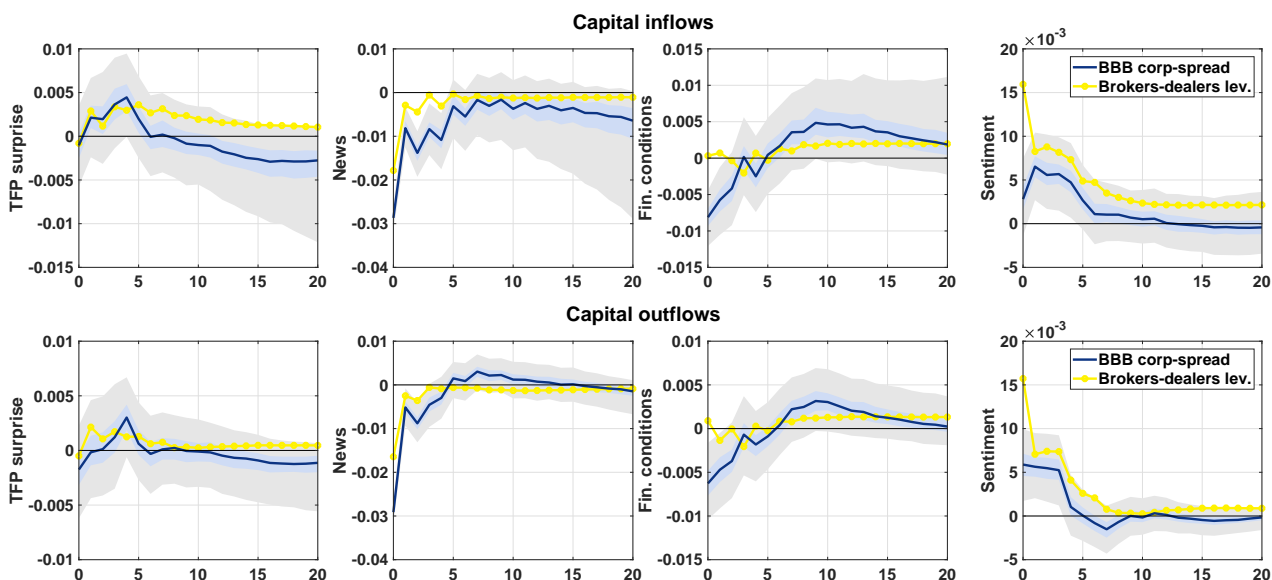 Capital inflows
TFP surprise
0.01
0.005
0
-0.005
-0.01
-0.015
0 5 10 15 20
News
0.01
0
-0.01
-0.02
-0.03
-0.04
0 5 10 15 20
Fin. conditions
0.015
0.01
0.005
0
-0.005
-0.01
-0.015
0 5 10 15 20
Sentiment
×10⁻³
20
15
10
5
0
-5
0 5 10 15 20
BBB corp-spread
Brokers-dealers lev.
Capital outflows
TFP surprise
0.01
0.005
0
-0.005
-0.01
0 5 10 15 20
News
0.01
0
-0.01
-0.02
-0.03
-0.04
0 5 10 15 20
Fin. conditions
0.01
0.005
0
-0.005
-0.01
-0.015
0 5 10 15 20
Sentiment
×10⁻³
20
15
10
5
0
-5
0 5 10 15 20
BBB corp-spread
Brokers-dealers lev.